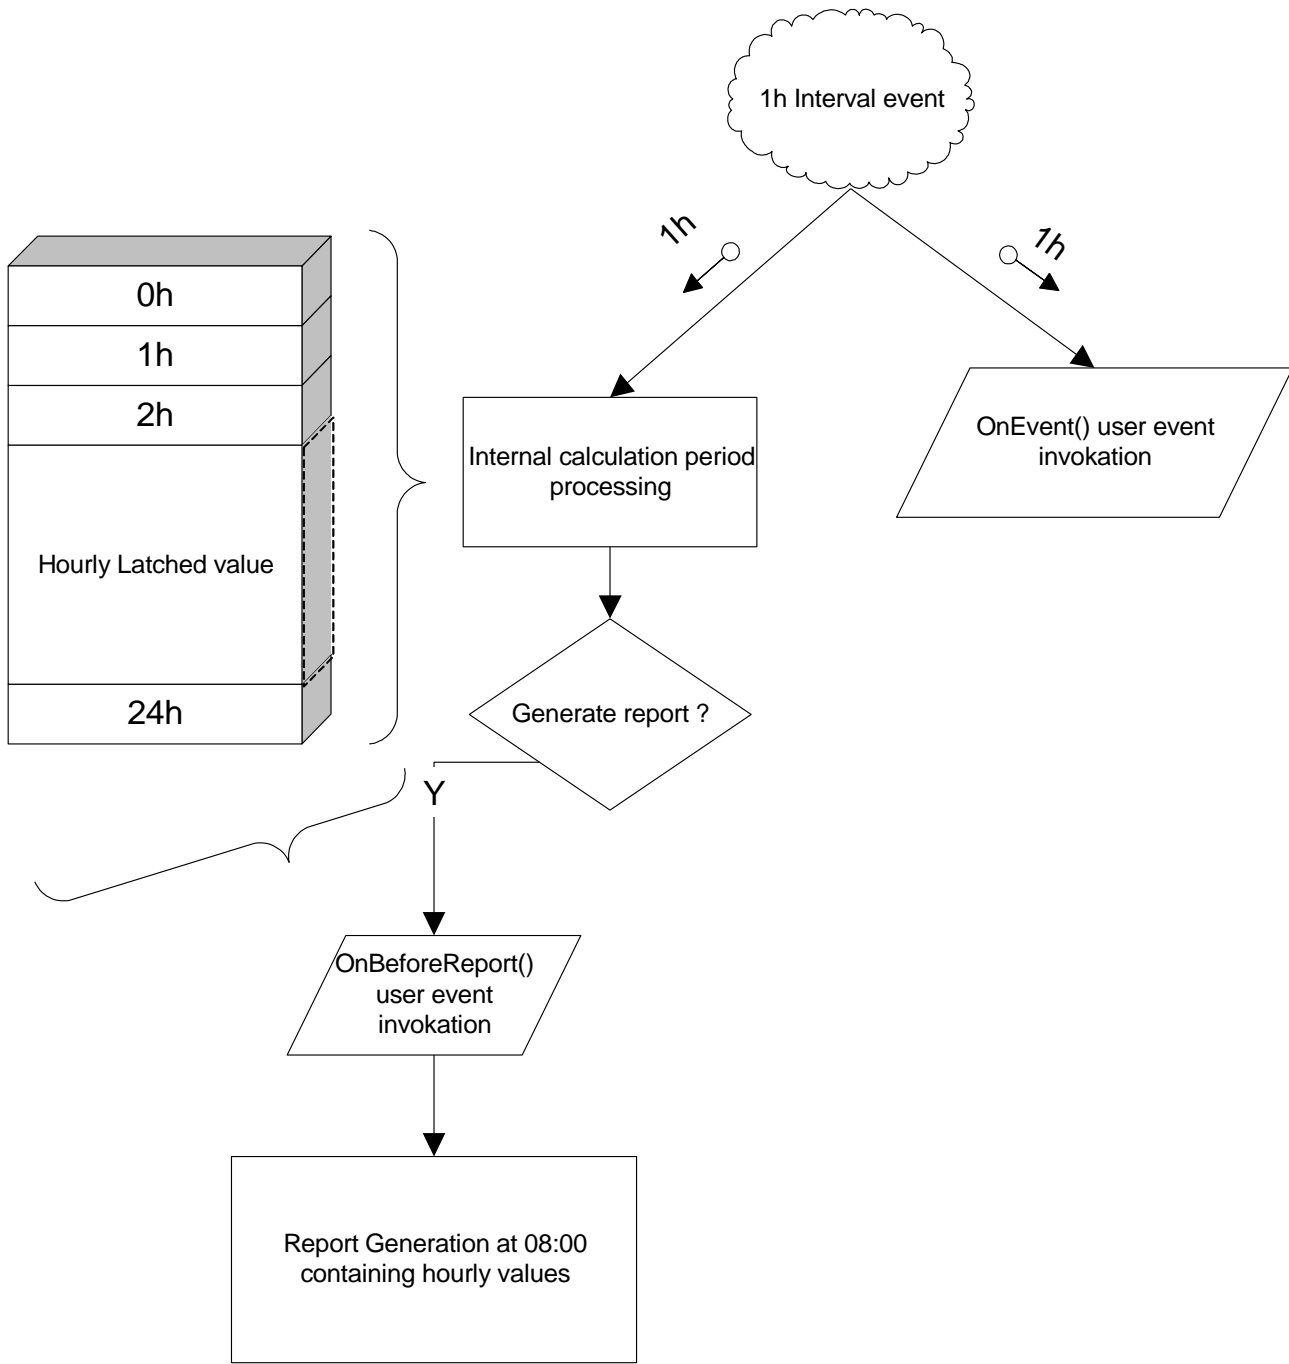 1h Interval event
1h
1h
0h
1h
2h
Hourly Latched value
24h
Internal calculation period
processing
OnEvent() user event
invokation
Generate report ?
Y
OnBeforeReport()
user event
invokation
Report Generation at 08:00
containing hourly values